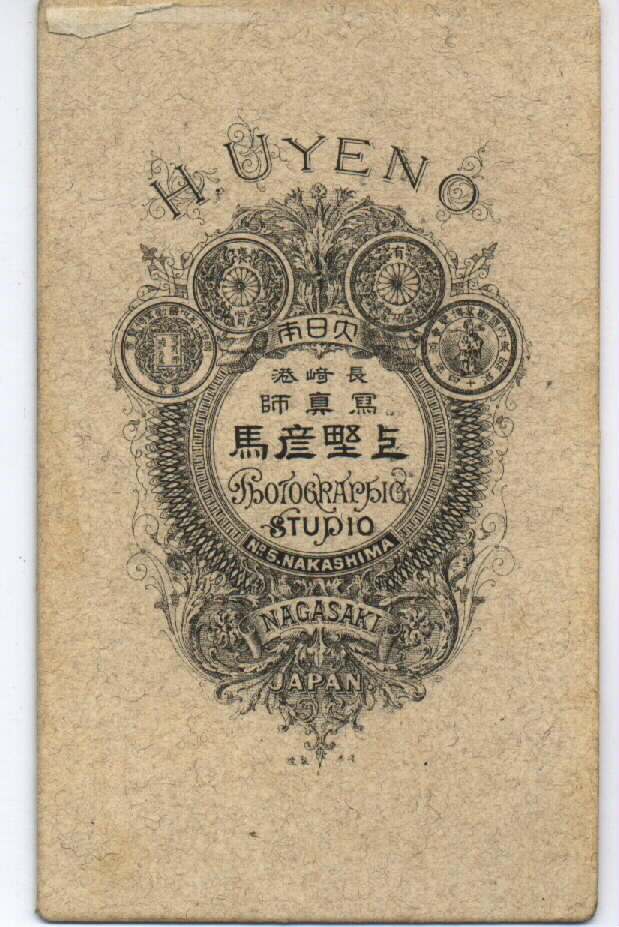 H. UYENO
大日本
長崎港
寫真師
上野彦馬
PHOTOGRAPHIC
STUDIO
Nº 5. NAKASHIMA
NAGASAKI
JAPAN.